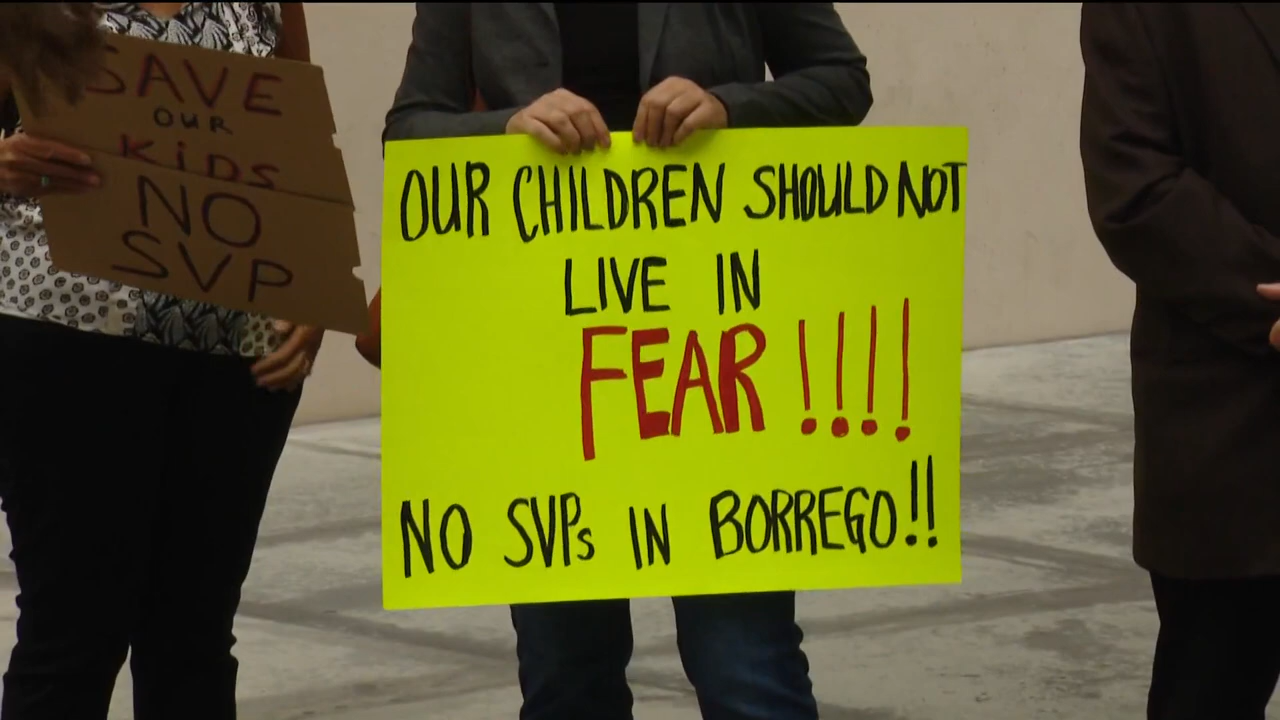 SAVE
OUR
KiDS
NO
SVP
OUR CHILDREN SHOULD NOT
LIVE IN
FEAR !!!!
NO SVPs IN BORREGO!!